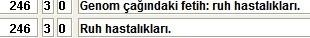 246 3 0 Genom çağındaki fetih: ruh hastalıkları.
246 3 0 Ruh hastalıkları.